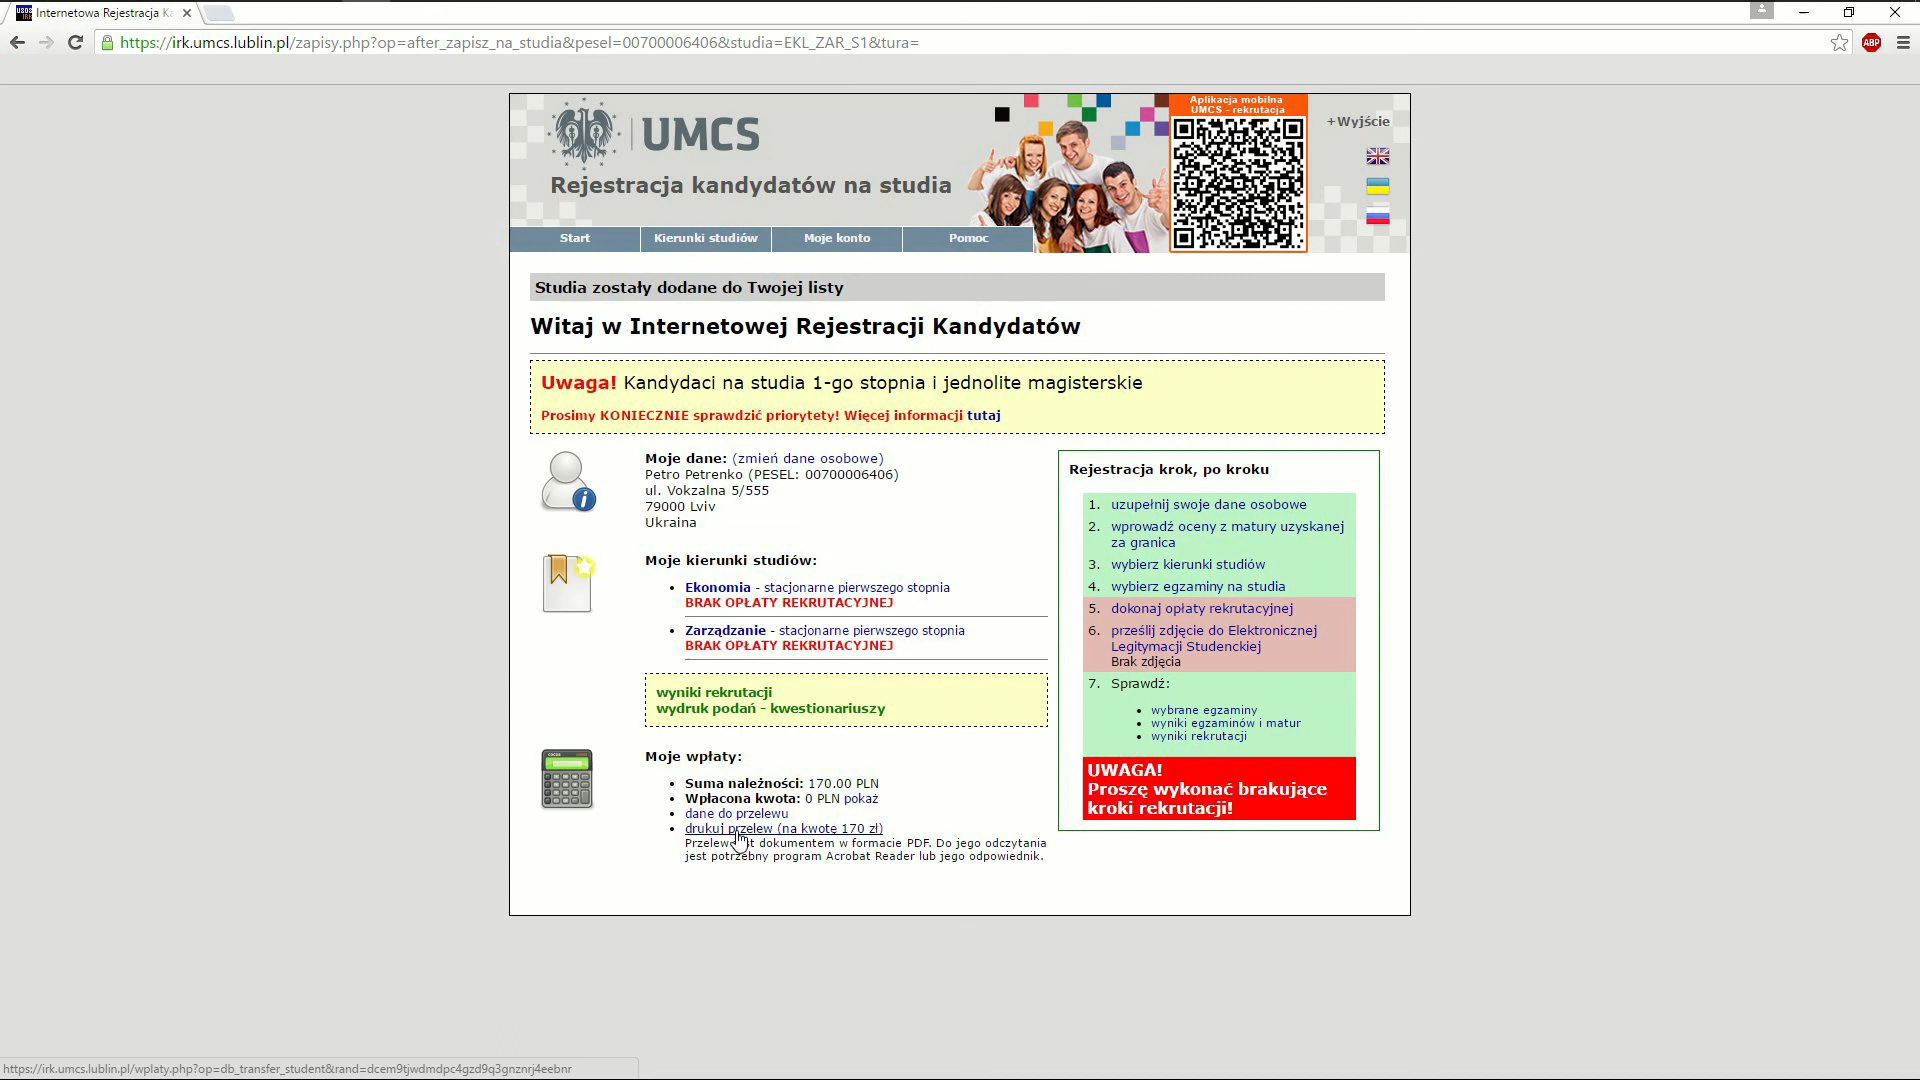 Internetowa Rejestracja Ka
https://irk.umcs.lublin.pl/zapisy.php?op=after_zapisz_na_studia&pesel=00700006406&studia=EKL_ZAR_S1&tura=
ABP
Aplikacja mobilna
UMCS - rekrutacja
+Wyjście
UMCS
Rejestracja kandydatów na studia
Start
Kierunki studiów
Moje konto
Pomoc
Studia zostały dodane do Twojej listy
Witaj w Internetowej Rejestracji Kandydatów
Uwaga! Kandydaci na studia 1-go stopnia i jednolite magisterskie
Prosimy KONIECZNIE sprawdzić priorytety! Więcej informacji tutaj
Moje dane: (zmień dane osobowe)
Petro Petrenko (PESEL: 00700006406)
ul. Vokzalna 5/555
79000 Lviv
Ukraina
Moje kierunki studiów:
Ekonomia - stacjonarne pierwszego stopnia
BRAK OPŁATY REKRUTACYJNEJ
Zarządzanie - stacjonarne pierwszego stopnia
BRAK OPŁATY REKRUTACYJNEJ
wyniki rekrutacji
wydruk podań - kwestionariuszy
Moje wpłaty:
Suma należności: 170.00 PLN
Wpłacona kwota: 0 PLN pokaż
dane do przelewu
drukuj przelew (na kwotę 170 zł)
Przelew jest dokumentem w formacie PDF. Do jego odczytania
jest potrzebny program Acrobat Reader lub jego odpowiednik.
Rejestracja krok, po kroku
1. uzupełnij swoje dane osobowe
2. wprowadź oceny z matury uzyskanej
za granica
3. wybierz kierunki studiów
4. wybierz egzaminy na studia
5. dokonaj opłaty rekrutacyjnej
6. prześlij zdjęcie do Elektronicznej
Legitymacji Studenckiej
Brak zdjęcia
7. Sprawdź:
wybrane egzaminy
wyniki egzaminów i matur
wyniki rekrutacji
UWAGA!
Proszę wykonać brakujące
kroki rekrutacji!
https://irk.umcs.lublin.pl/wplaty.php?op=db_transfer_student&rand=dcem9tjwdmdpc4gzd9q3gnznrj4eebnr